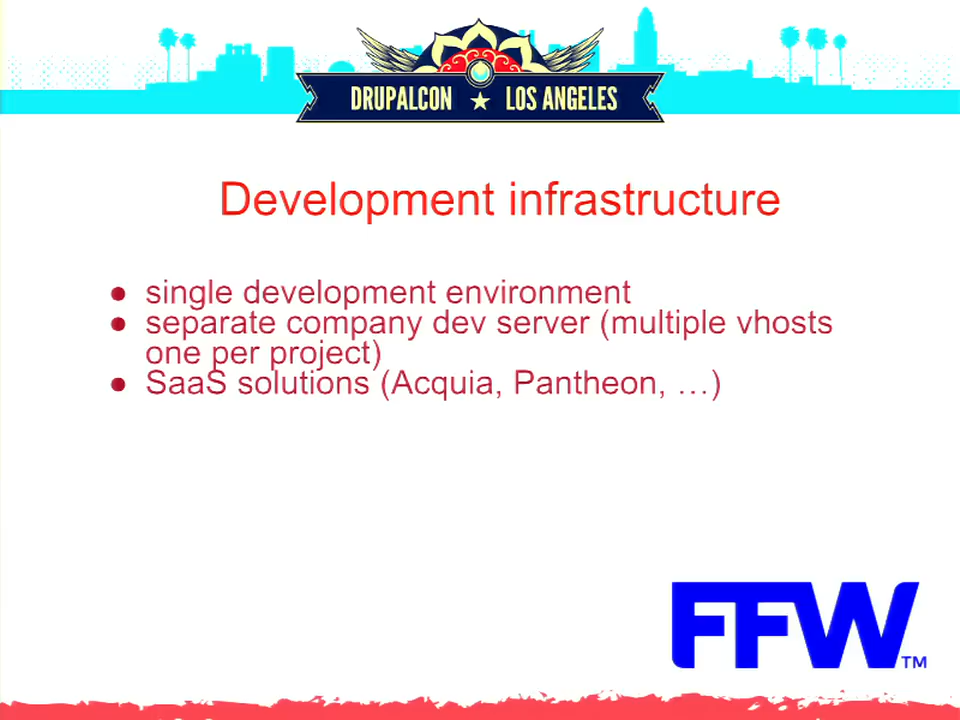 DRUPALCON ★ LOS ANGELES
Development infrastructure
● single development environment
● separate company dev server (multiple vhosts
one per project)
● SaaS solutions (Acquia, Pantheon, …)
FFW™